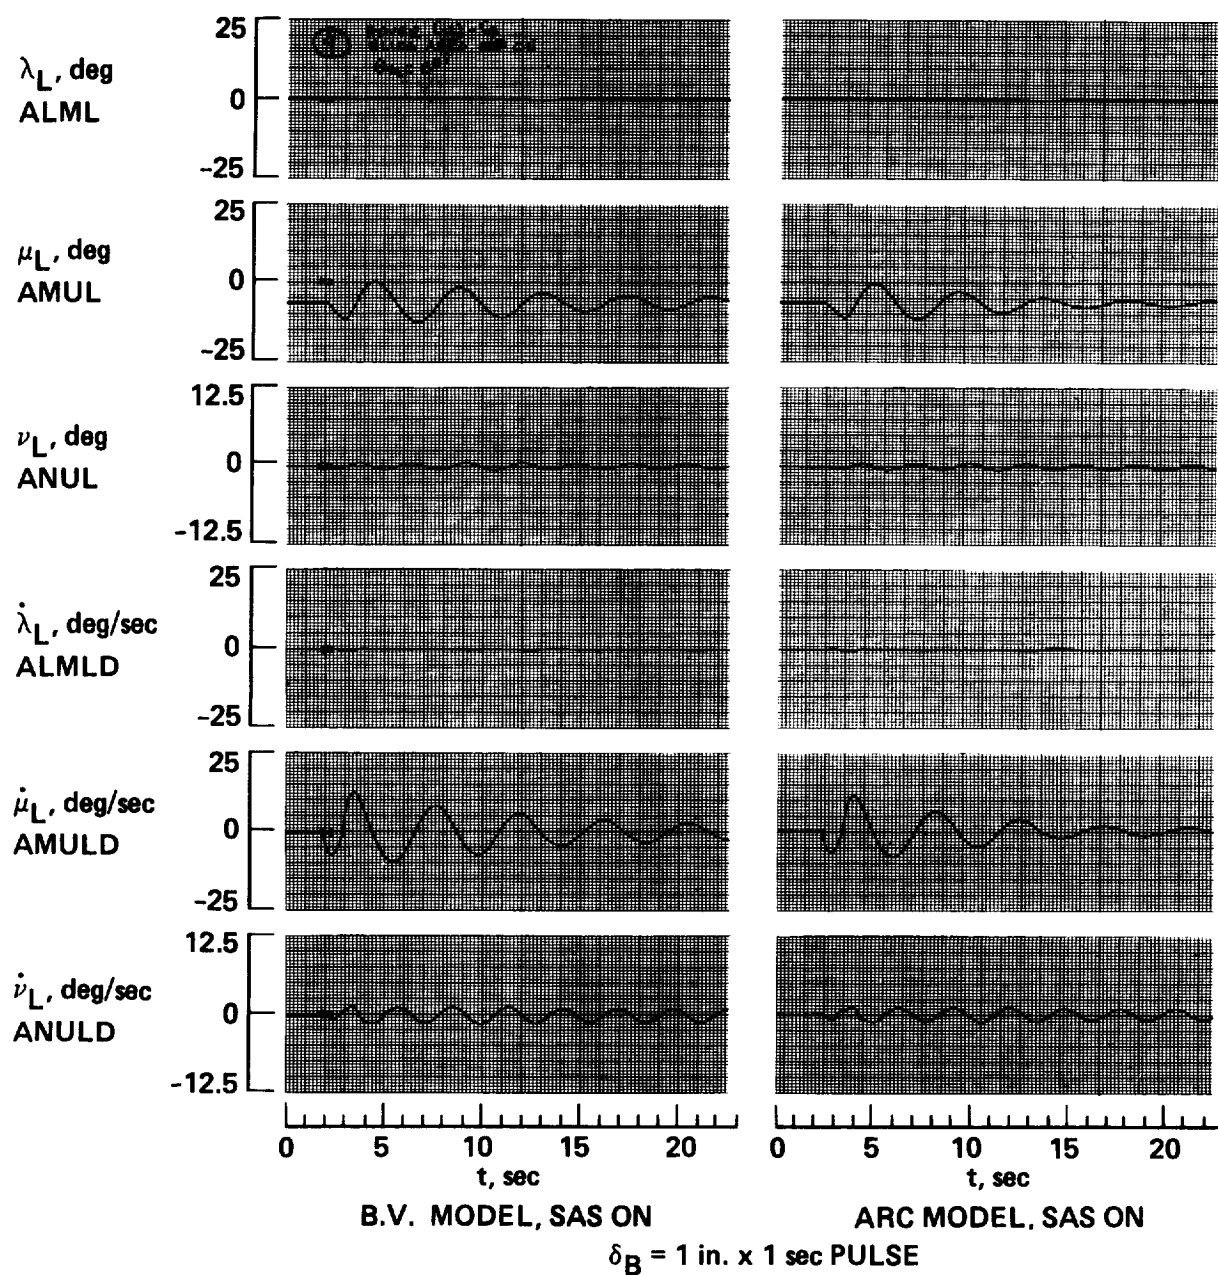 25
λL, deg
0
ALML
-25
25
μL, deg
0
AMUL
-25
12.5
νL, deg
0
ANUL
-12.5
25
λ̇L, deg/sec
0
ALMLD
-25
25
μ̇L, deg/sec
0
AMULD
-25
12.5
ν̇L, deg/sec
0
ANULD
-12.5
0 5 10 15 20
t, sec
B.V. MODEL, SAS ON
0 5 10 15 20
t, sec
ARC MODEL, SAS ON
δB = 1 in. x 1 sec PULSE